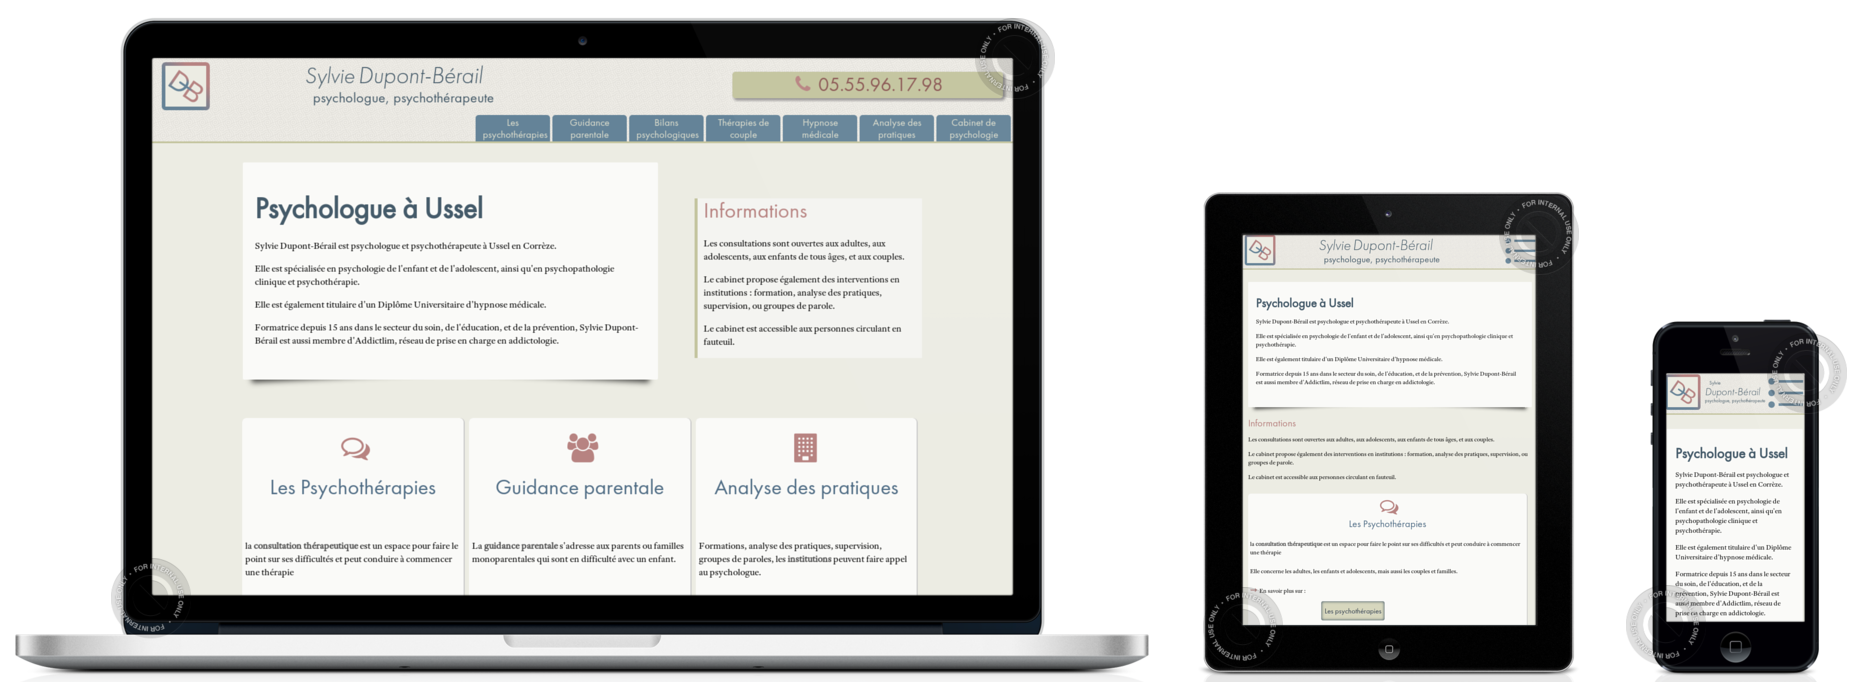 Sylvie Dupont-Bérail
psychologue, psychothérapeute
05.55.96.17.98
Les psychothérapies
Guidance parentale
Bilans psychologiques
Thérapies de couple
Hypnose médicale
Analyse des pratiques
Cabinet de psychologie
Psychologue à Ussel
Sylvie Dupont-Bérail est psychologue et psychothérapeute à Ussel en Corrèze.
Elle est spécialisée en psychologie de l'enfant et de l'adolescent, ainsi qu'en psychopathologie
clinique et psychothérapie.
Elle est également titulaire d'un Diplôme Universitaire d'hypnose médicale.
Formatrice depuis 15 ans dans le secteur du soin, de l'éducation, et de la prévention, Sylvie Dupont-
Bérail est aussi membre d'Addictlim, réseau de prise en charge en addictologie.
Informations
Les consultations sont ouvertes aux adultes, aux
adolescents, aux enfants de tous âges, et aux couples.
Le cabinet propose également des interventions en
institutions : formation, analyse des pratiques,
supervision, ou groupes de parole.
Le cabinet est accessible aux personnes circulant en
fauteuil.
Les Psychothérapies
la consultation thérapeutique est un espace pour faire le
point sur ses difficultés et peut conduire à commencer
une thérapie
Guidance parentale
La guidance parentale s'adresse aux parents ou familles
monoparentales qui sont en difficulté avec un enfant.
Analyse des pratiques
Formations, analyse des pratiques, supervision,
groupes de paroles, les institutions peuvent faire appel
au psychologue.
FOR INTERNAL USE ONLY
FOR INTERNAL USE ONLY
Sylvie Dupont-Bérail
psychologue, psychothérapeute
Psychologue à Ussel
Sylvie Dupont-Bérail est psychologue et psychothérapeute à Ussel en Corrèze.
Elle est spécialisée en psychologie de l'enfant et de l'adolescent, ainsi qu'en psychopathologie clinique et
psychothérapie.
Elle est également titulaire d'un Diplôme Universitaire d'hypnose médicale.
Formatrice depuis 15 ans dans le secteur du soin, de l'éducation, et de la prévention, Sylvie Dupont-Bérail
est aussi membre d'Addictlim, réseau de prise en charge en addictologie.
Informations
Les consultations sont ouvertes aux adultes, aux adolescents, aux enfants de tous âges, et aux couples.
Le cabinet propose également des interventions en institutions : formation, analyse des pratiques, supervision, ou
groupes de parole.
Le cabinet est accessible aux personnes circulant en fauteuil.
Les Psychothérapies
la consultation thérapeutique est un espace pour faire le point sur ses difficultés et peut conduire à commencer
une thérapie
Elle concerne les adultes, les enfants et adolescents, mais aussi les couples et familles.
En savoir plus sur :
Les psychothérapies
FOR INTERNAL USE ONLY
FOR INTERNAL USE ONLY
Sylvie
Dupont-Bérail
psychologue, psychothérapeute
Psychologue à Ussel
Sylvie Dupont-Bérail est psychologue et
psychothérapeute à Ussel en Corrèze.
Elle est spécialisée en psychologie de
l'enfant et de l'adolescent, ainsi qu'en
psychopathologie clinique et
psychothérapie.
Elle est également titulaire d'un Diplôme
Universitaire d'hypnose médicale.
Formatrice depuis 15 ans dans le secteur
du soin, de l'éducation, et de la
prévention, Sylvie Dupont-Bérail est
aussi membre d'Addictlim, réseau de
prise en charge en addictologie.
FOR INTERNAL USE ONLY
FOR INTERNAL USE ONLY